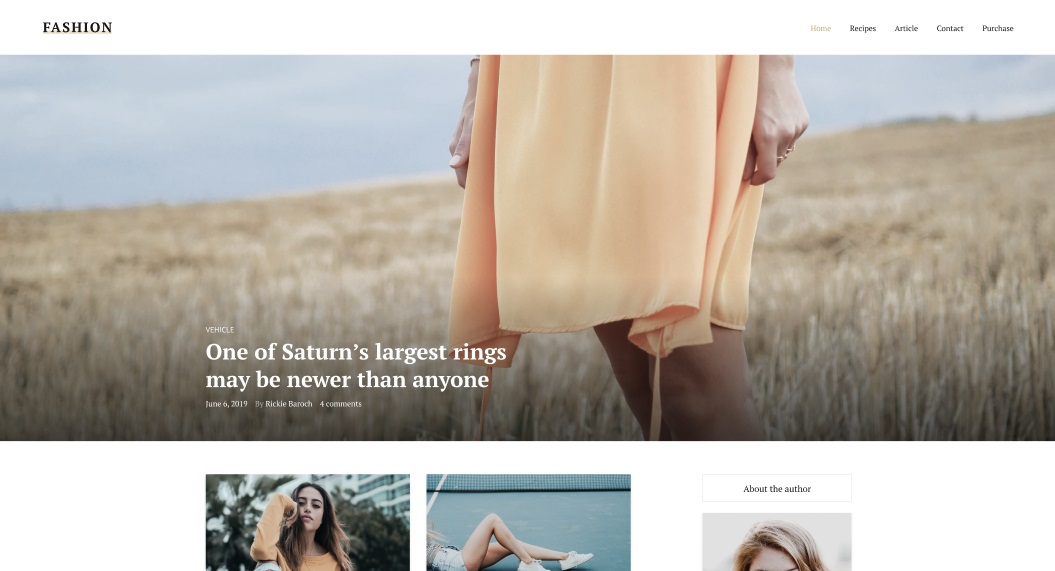 FASHION
Home Recipes Article Contact Purchase
VEHICLE
One of Saturn’s largest rings
may be newer than anyone
June 6, 2019 By Rickie Baroch 4 comments
About the author